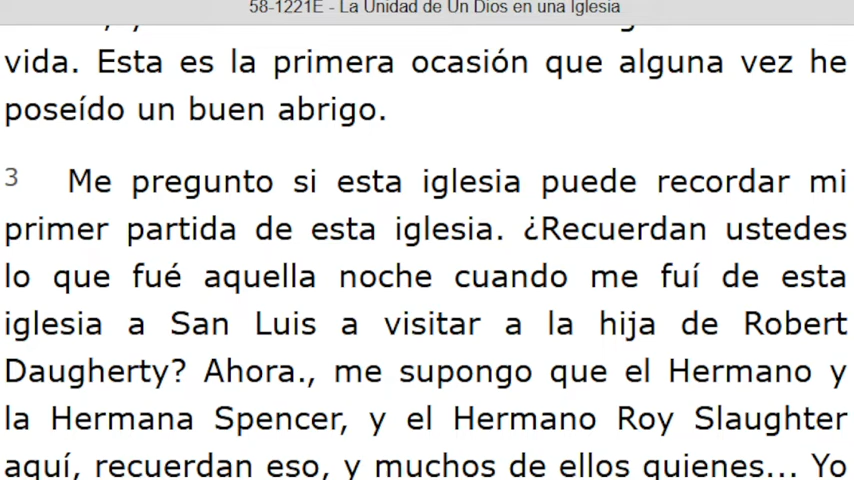 58-1221E - La Unidad de Un Dios en una Iglesia
vida. Esta es la primera ocasión que alguna vez he
poseído un buen abrigo.
3 Me pregunto si esta iglesia puede recordar mi
primer partida de esta iglesia. ¿Recuerdan ustedes
lo que fué aquella noche cuando me fuí de esta
iglesia a San Luis a visitar a la hija de Robert
Daugherty? Ahora., me supongo que el Hermano y
la Hermana Spencer, y el Hermano Roy Slaughter
aquí, recuerdan eso, y muchos de ellos quienes... Yo